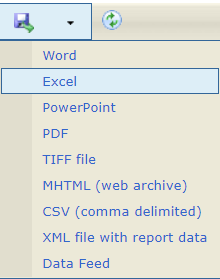 Word
Excel
PowerPoint
PDF
TIFF file
MHTML (web archive)
CSV (comma delimited)
XML file with report data
Data Feed